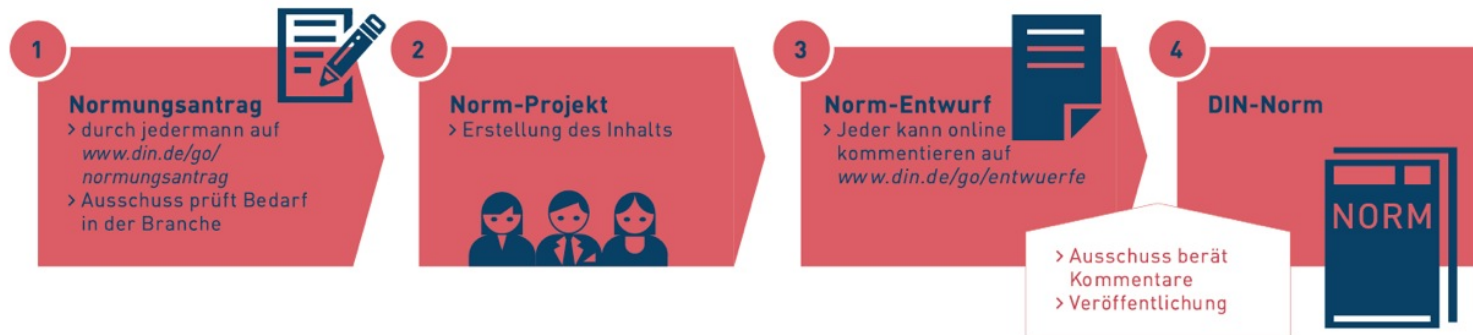 1
Normungsantrag
> durch jedermann auf
www.din.de/go/
normungsantrag
> Ausschuss prüft Bedarf
in der Branche
2
Norm-Projekt
> Erstellung des Inhalts
3
Norm-Entwurf
> Jeder kann online
kommentieren auf
www.din.de/go/entwuerfe
> Ausschuss berät
Kommentare
> Veröffentlichung
4
DIN-Norm
NORM